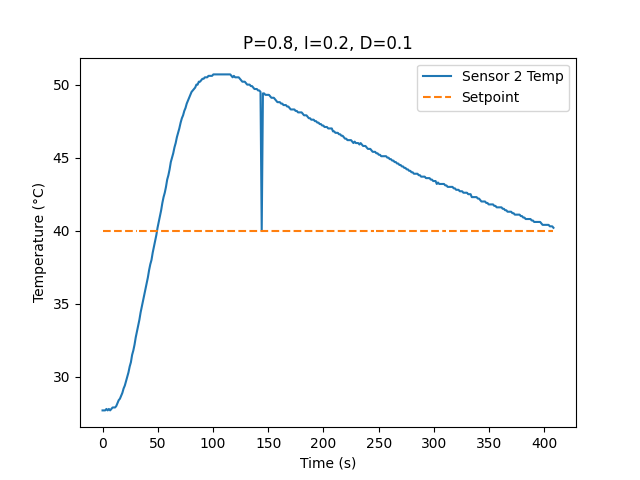 P=0.8, I=0.2, D=0.1
Sensor 2 Temp
Setpoint
Temperature (°C)
50
45
40
35
30
0 50 100 150 200 250 300 350 400
Time (s)